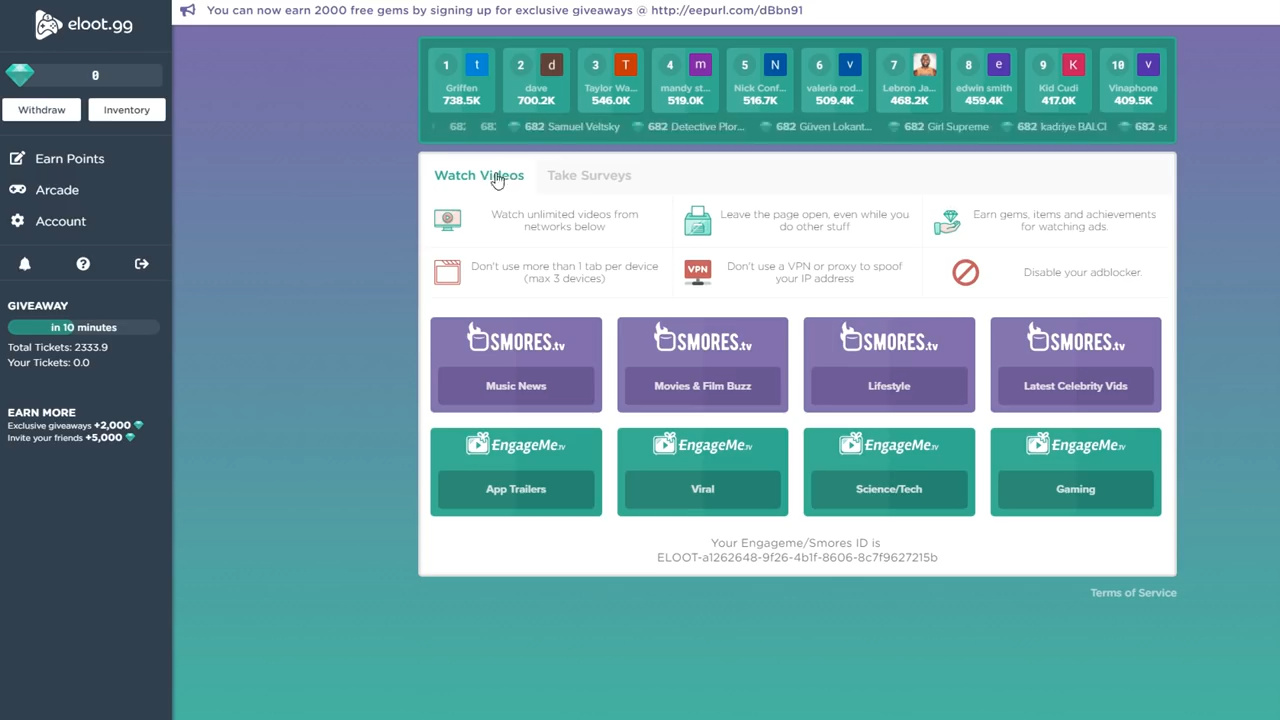 You can now earn 2000 free gems by signing up for exclusive giveaways @ http://eepurl.com/dBbn91
eloot.gg
0
Withdraw
Inventory
Earn Points
Arcade
Account
GIVEAWAY
in 10 minutes
Total Tickets: 2333.9
Your Tickets: 0.0
EARN MORE
Exclusive giveaways +2,000
Invite your friends +5,000
1 t Griffen 738.5K
2 d dave 700.2K
3 T Taylor Wa... 546.0K
4 m mandy st... 519.0K
5 N Nick Conf... 516.7K
6 v valeria rod... 509.4K
7 Lebron Ja... 468.2K
8 e edwin smith 459.4K
9 K Kid Cudi 417.0K
10 v Vinaphone 409.5K
682 Samuel Veltsky 682 Detective Plor... 682 Güven Lokant... 682 Girl Supreme 682 kadriye BALCI 682
Watch Videos
Take Surveys
Watch unlimited videos from
networks below
Leave the page open, even while you
do other stuff
Earn gems, items and achievements
for watching ads.
Don't use more than 1 tab per device
(max 3 devices)
VPN
Don't use a VPN or proxy to spoof
your IP address
Disable your adblocker.
SMORES.tv SMORES.tv SMORES.tv SMORES.tv
Music News
Movies & Film Buzz
Lifestyle
Latest Celebrity Vids
EngageMe.tv EngageMe.tv EngageMe.tv EngageMe.tv
App Trailers
Viral
Science/Tech
Gaming
Your Engageme/Smores ID is
ELOOT-a1262648-9f26-4b1f-8606-8c7f9627215b
Terms of Service